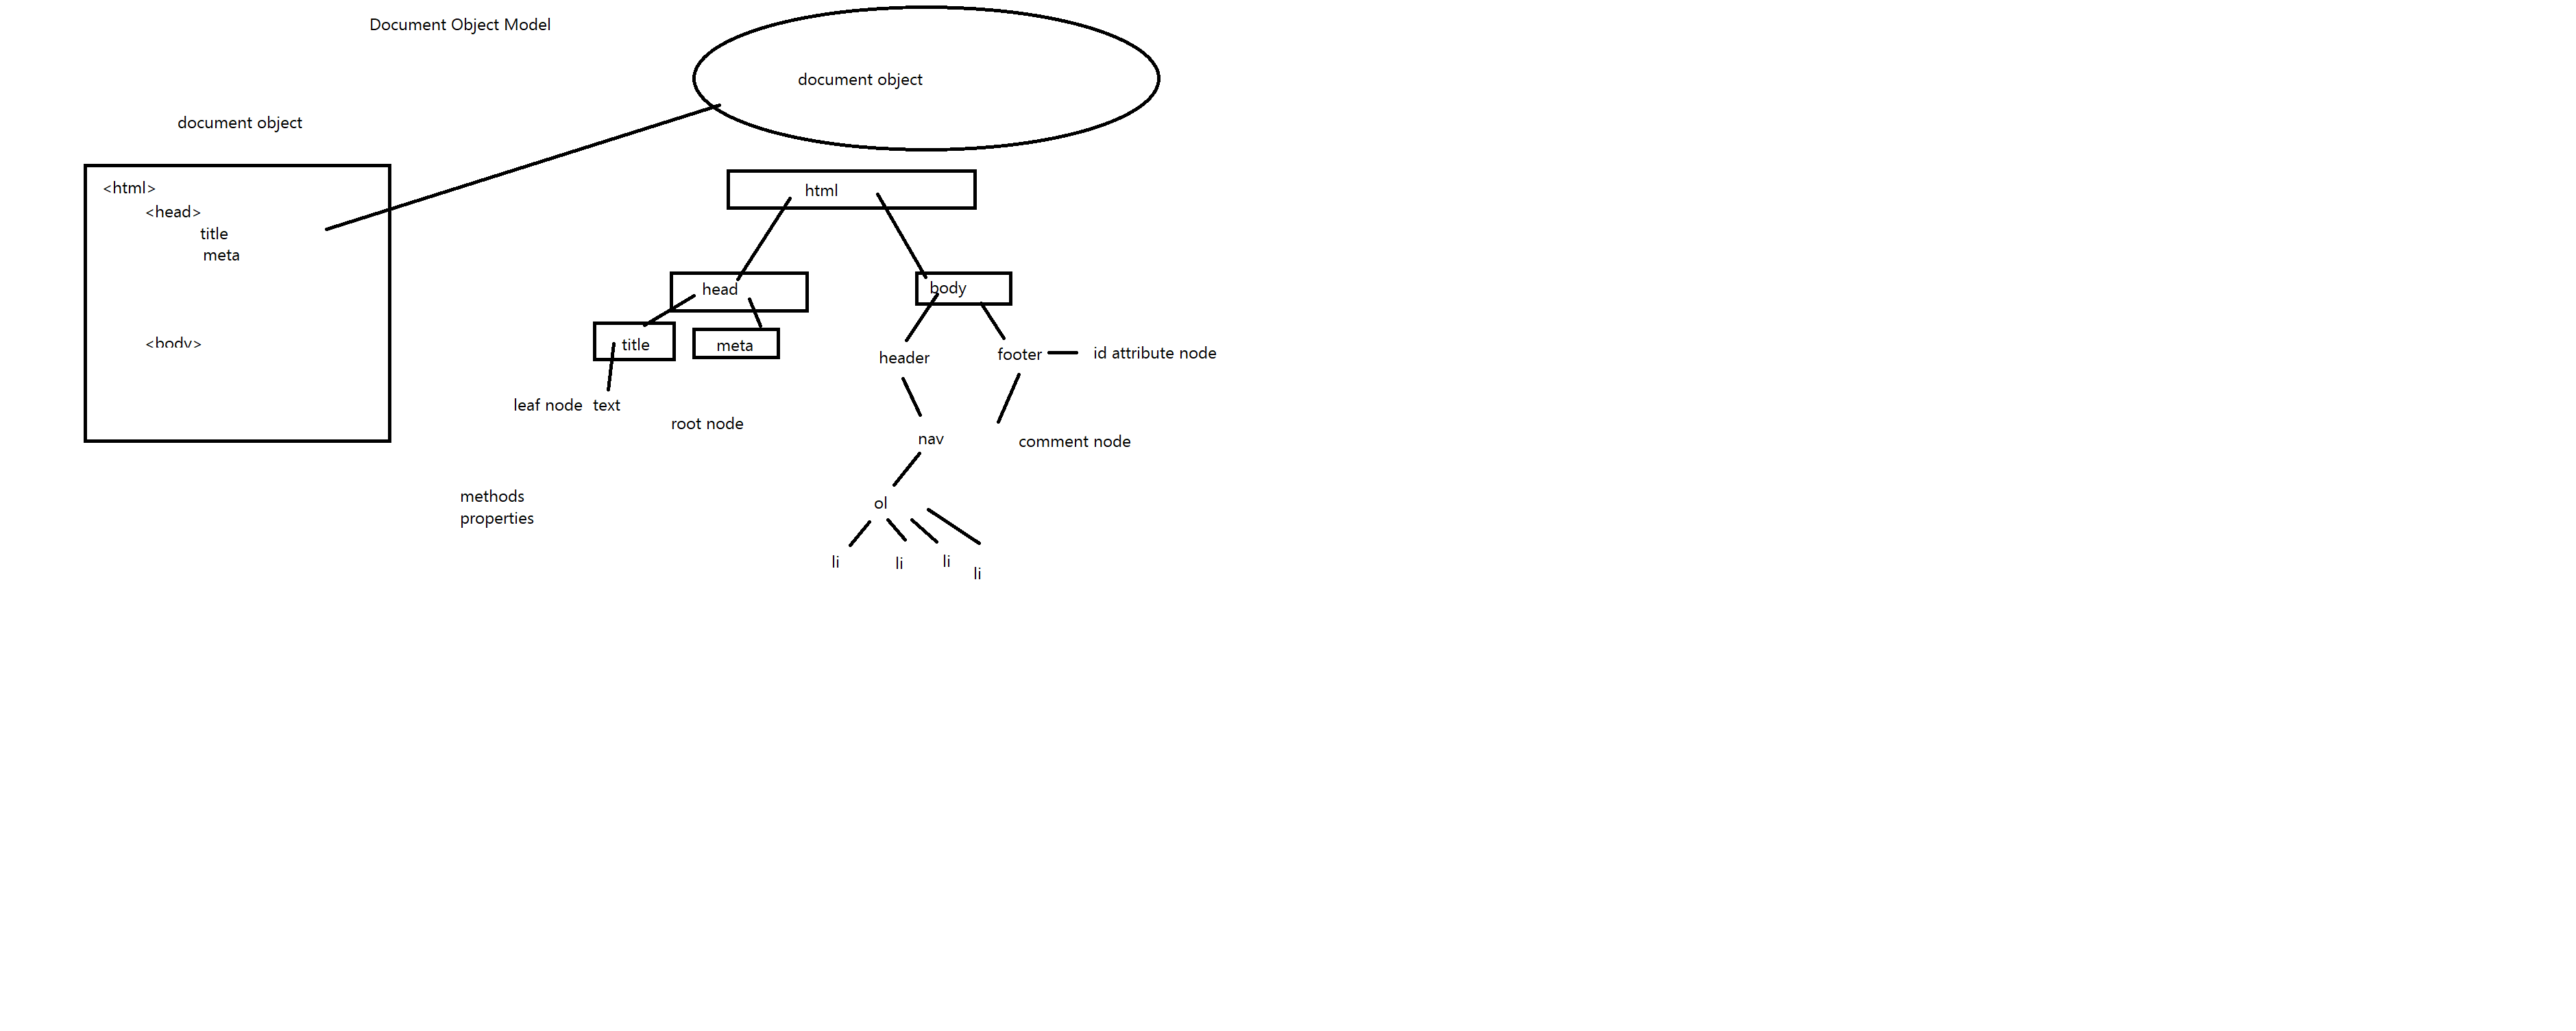 Document Object Model
document object
document object
<html>
<head>
title
meta
<body>
html
head
body
title
meta
header
footer
id attribute node
leaf node text
root node
nav
comment node
methods
properties
ol
li
li
li
li